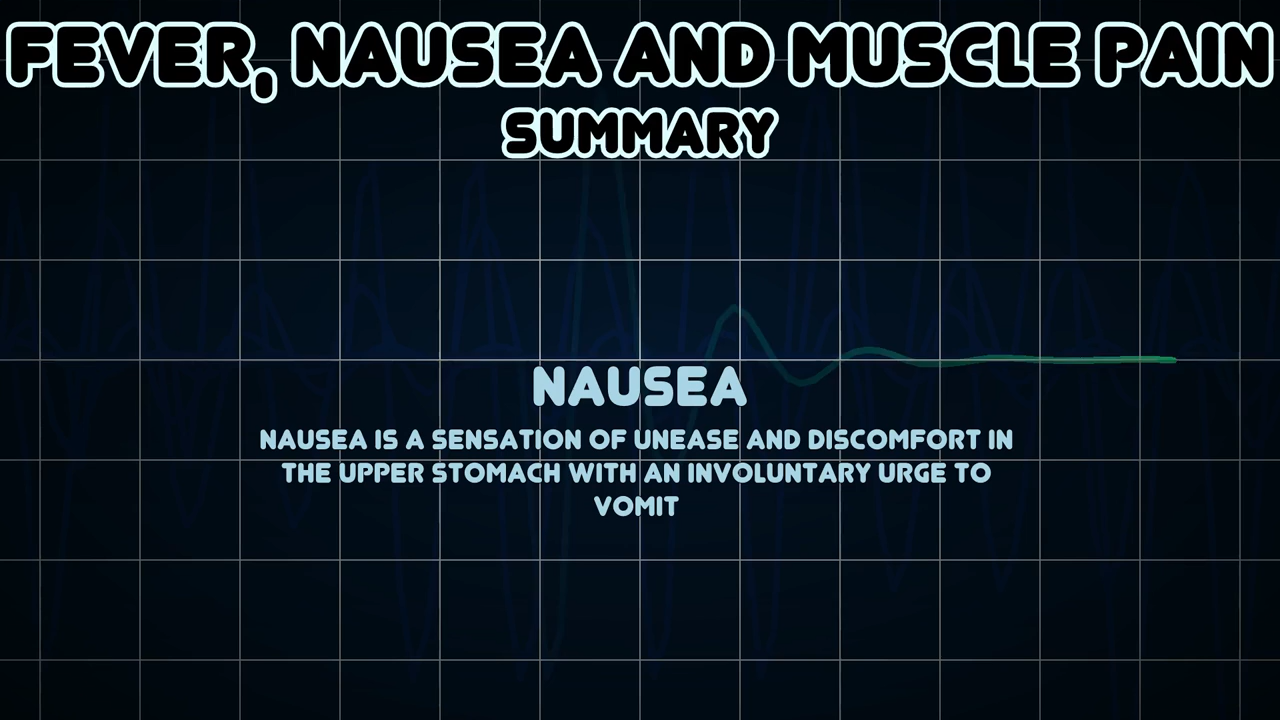 FEVER, NAUSEA AND MUSCLE PAIN
SUMMARY
NAUSEA
NAUSEA IS A SENSATION OF UNEASE AND DISCOMFORT IN
THE UPPER STOMACH WITH AN INVOLUNTARY URGE TO
VOMIT